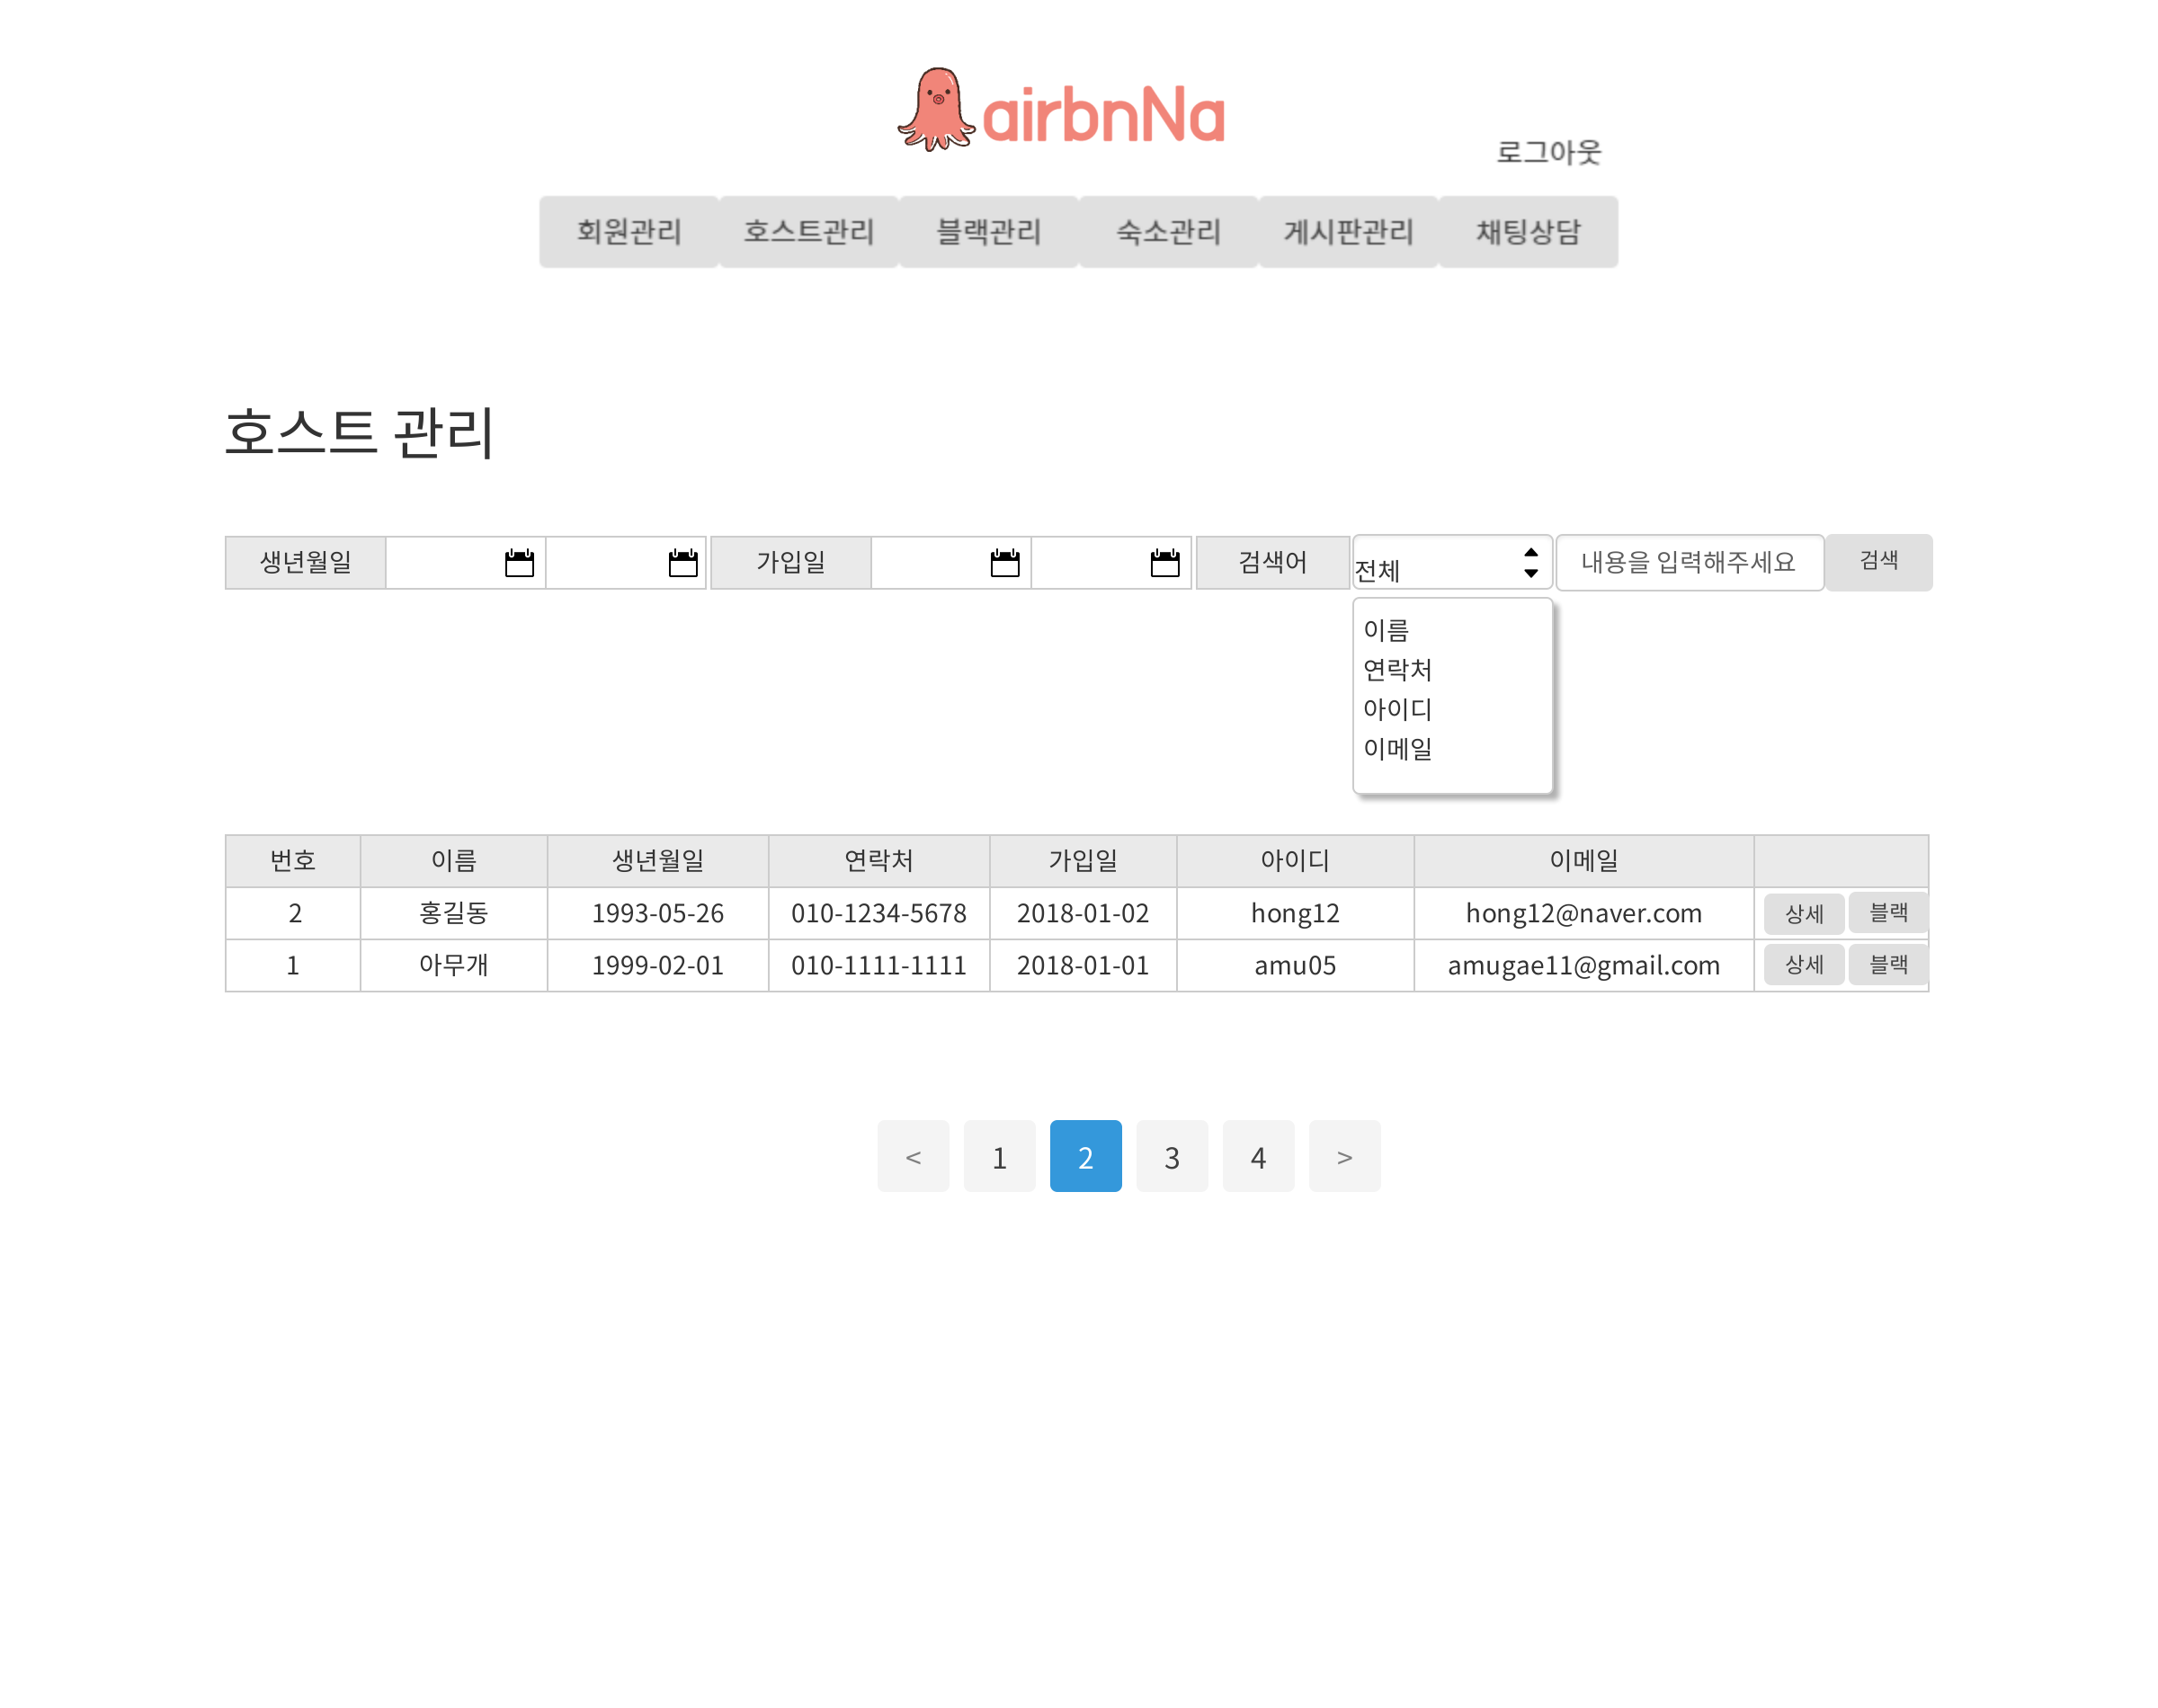 airbnNa
로그아웃
회원관리 호스트관리 블랙관리 숙소관리 게시판관리 채팅상담
호스트 관리
생년월일 가입일 검색어 전체 내용을 입력해주세요 검색
이름
연락처
아이디
이메일
번호 이름 생년월일 연락처 가입일 아이디 이메일
2 홍길동 1993-05-26 010-1234-5678 2018-01-02 hong12 hong12@naver.com 상세 블랙
1 아무개 1999-02-01 010-1111-1111 2018-01-01 amu05 amugae11@gmail.com 상세 블랙
< 1 2 3 4 >